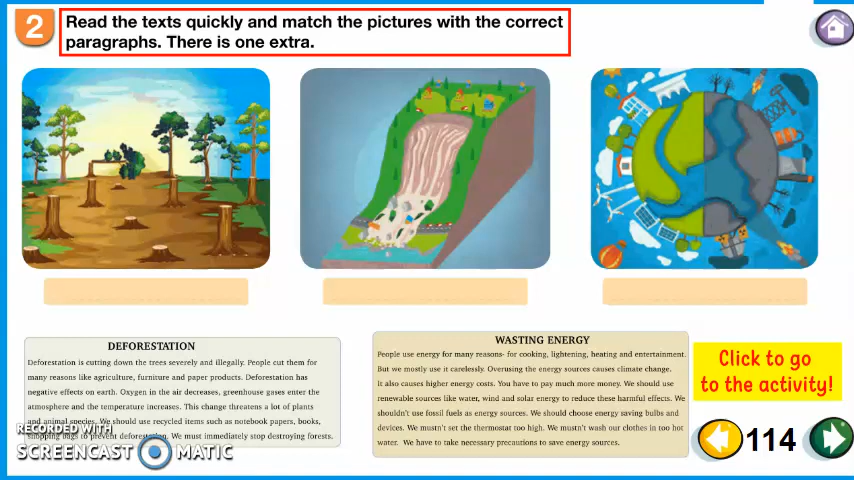 2
Read the texts quickly and match the pictures with the correct
paragraphs. There is one extra.
DEFORESTATION
Deforestation is cutting down the trees severely and illegally. People cut them for
many reasons like agriculture, furniture and paper products. Deforestation has
negative effects on earth. Oxygen in the air decreases, greenhouse gases enter the
atmosphere and the temperature increases. This change threatens a lot of plants
and animal species. We should use recycled items such as notebook papers, books,
shopping bags to prevent deforestation. We must immediately stop destroying forests.
WASTING ENERGY
People use energy for many reasons- for cooking, lightening, heating and entertainment.
But we mostly use it carelessly. Overusing the energy sources causes climate change.
it also causes higher energy costs. You have to pay much more money. We should use
renewable sources like water, wind and solar energy to reduce these harmful effects. We
shouldn't use fossil fuels as energy sources. We should choose energy saving bulbs and
devices. We mustn't set the thermostat too high. We mustn't wash our clothes in too hot
water. We have to take necessary precautions to save energy sources.
Click to go
to the activity!
114
RECORDED WITH
SCREENCAST MATIC